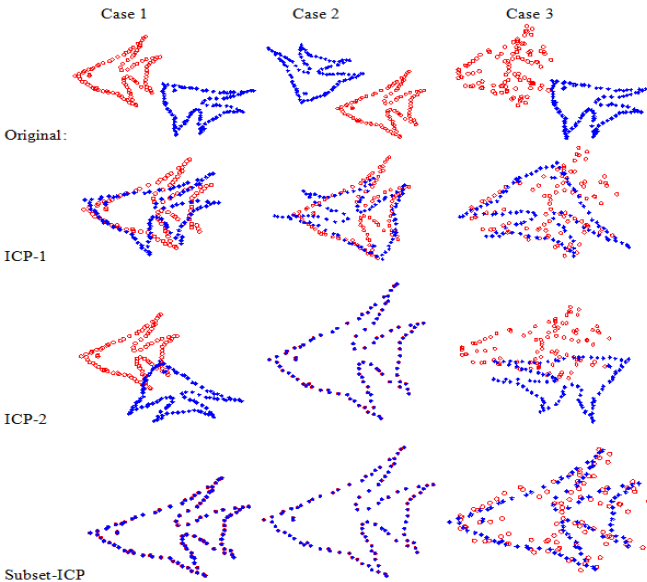 Case 1 Case 2 Case 3
Original:
ICP-1
ICP-2
Subset-ICP